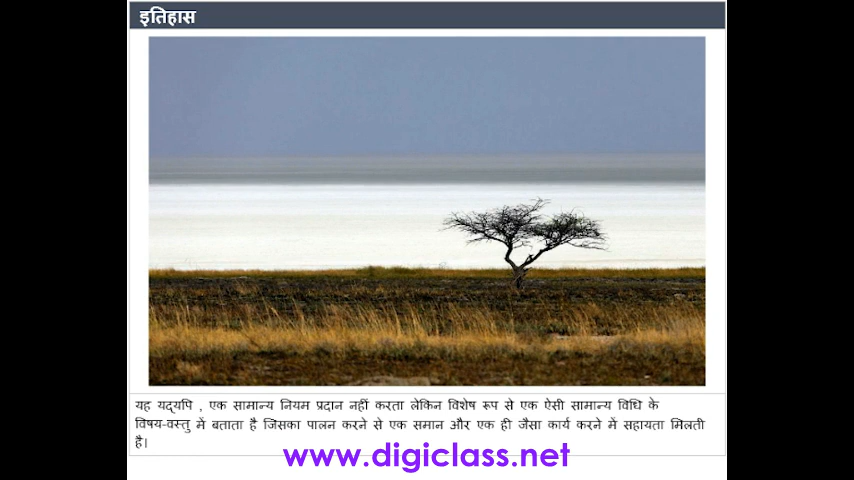 इतिहास
यह यद्यपि , एक सामान्य नियम प्रदान नहीं करता लेकिन विशेष रूप से एक ऐसी सामान्य विधि के
विषय-वस्तु में बताता है जिसका पालन करने से एक समान और एक ही जैसा कार्य करने में सहायता मिलती
है।
www.digiclass.net